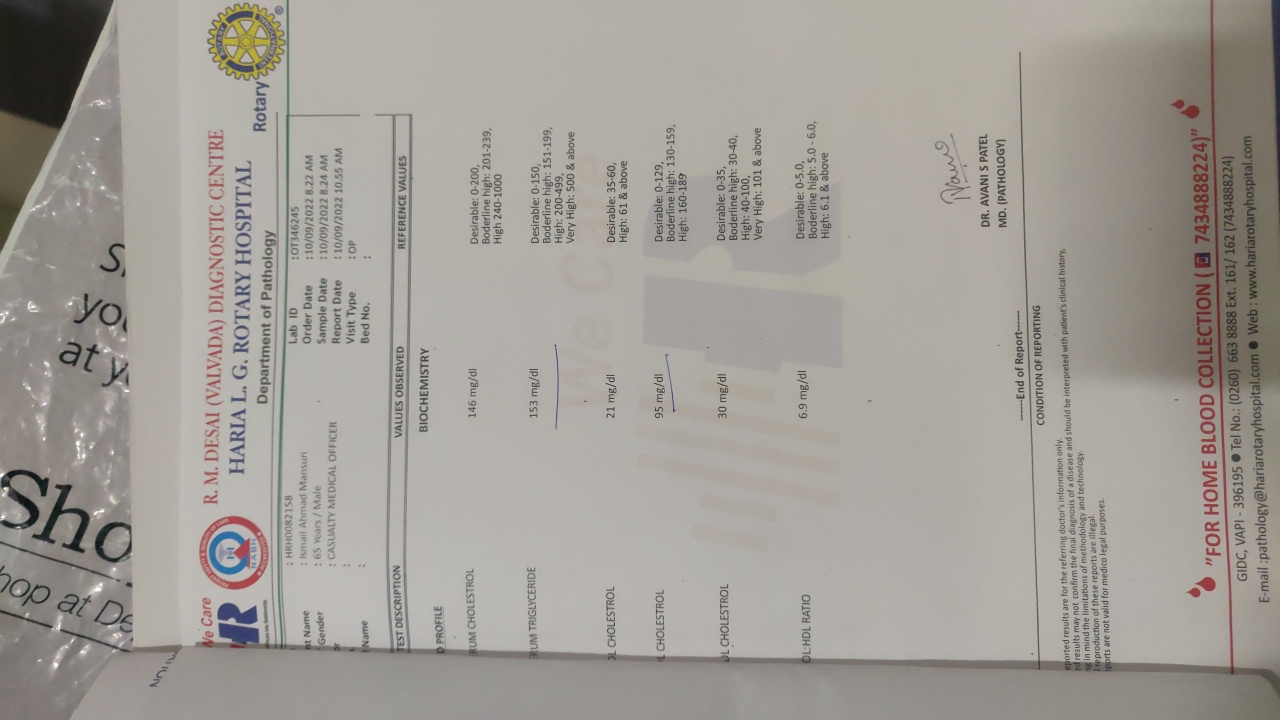 Sho
hop at De
at y
yo
S
We Care
R
NABH
R. M. DESAI (VALVADA) DIAGNOSTIC CENTRE
HARIA L. G. ROTARY HOSPITAL
Department of Pathology
Rotary
ROTARY
INTERNATIONAL
: HRH0082158
nt Name : Ismail Ahmad Mansuri
Gender : 65 Years / Male
or : CASUALTY MEDICAL OFFICER
:
Name :
Lab ID :OT346245
Order Date :10/09/2022 8.22 AM
Sample Date :10/09/2022 8.24 AM
Report Date :10/09/2022 10.55 AM
Visit Type :OP
Bed No. :
TEST DESCRIPTION VALUES OBSERVED REFERENCE VALUES
BIOCHEMISTRY
D PROFILE
ERUM CHOLESTROL 146 mg/dl Desirable: 0-200,
Boderline high: 201-239,
High 240-1000
ERUM TRIGLYCERIDE 153 mg/dl Desirable: 0-150,
Boderline high: 151-199,
High: 200-499,
Very High: 500 & above
We Care
DL CHOLESTROL 21 mg/dl Desirable: 35-60,
High: 61 & above
L CHOLESTROL 95 mg/dl Desirable: 0-129,
Boderline high: 130-159,
High: 160-189
DL CHOLESTROL 30 mg/dl Desirable: 0-35,
Boderline high: 30-40,
High: 40-100,
Very High: 101 & above
OL:HDL RATIO 6.9 mg/dl Desirable: 0-5.0,
Boderline high: 5.0 - 6.0,
High: 6.1 & above
DR. AVANI S PATEL
MD. (PATHOLOGY)
------End of Report------
CONDITION OF REPORTING
eported results are for the referring doctor's information only.
ed results may not confirm the final diagnosis of a disease and should be interpreted with patient's clinical history,
ng in mind the limitations of methodology and technology.
reproduction of these reports are illegal.
ports are not valid for medico legal purposes.
"FOR HOME BLOOD COLLECTION ( 7434888224)"
GIDC, VAPI - 396195 ● Tel No.: (0260) 663 8888 Ext. 161/ 162 (7434888224)
E-mail :pathology@hariarotaryhospital.com ● Web : www.hariarotaryhospital.com